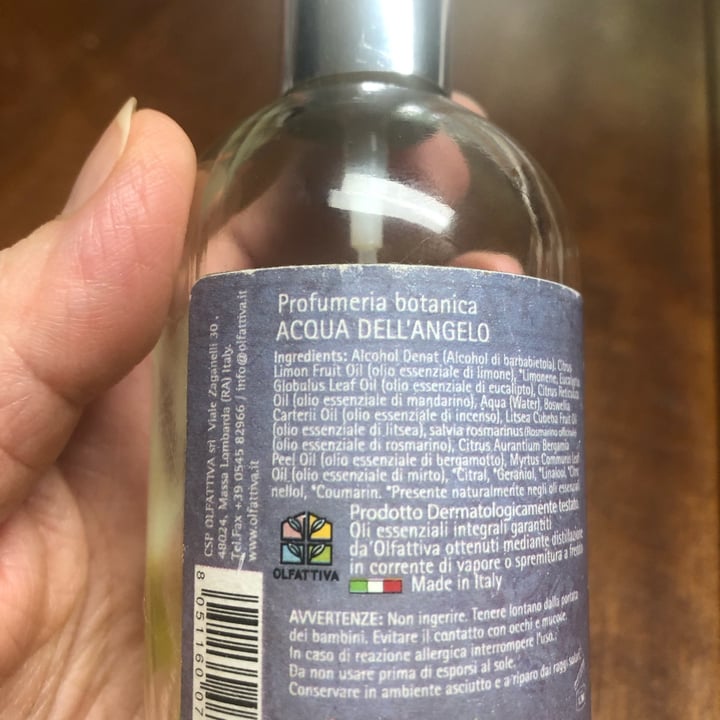 Profumeria botanica
ACQUA DELL'ANGELO
Ingredients: Alcohol Denat (Alcohol di barbabietola), Citrus
Limon Fruit Oil (olio essenziale di limone), *Limonene, Eucalyptus
Globulus Leaf Oil (olio essenziale di eucalipto), Citrus Reticulata
Oil (olio essenziale di mandarino), Aqua (Water), Boswellia
Carterii Oil (olio essenziale di incenso), Litsea Cubeba Fruit Oil
(olio essenziale di litsea), salvia rosmarinus (Rosmarino officinale)
(olio essenziale di rosmarino), Citrus Aurantium Bergamia
Peel Oil (olio essenziale di bergamotto), Myrtus Communis Leaf
Oil (olio essenziale di mirto), *Citral, *Geraniol, *Linalool, *Citro
nellol, *Coumarin. *Presente naturalmente negli oli essenziali
Prodotto Dermatologicamente testato.
Oli essenziali integrali garantiti
da'Olfattiva ottenuti mediante distillazione
in corrente di vapore o spremitura a freddo
Made in Italy
OLFATTIVA
AVVERTENZE: Non ingerire. Tenere lontano dalla portata
dei bambini. Evitare il contatto con occhi e mucose.
In caso di reazione allergica interrompere l'uso.
Da non usare prima di esporsi al sole.
Conservare in ambiente asciutto e a riparo dai raggi solari.
CSP OLFATTIVA srl Viale Zaganelli 30,
48024, Massa Lombarda (RA) Italy.
Tel.Fax +39 0545 82966 / info@olfattiva.it
www.olfattiva.it
8 051160 07